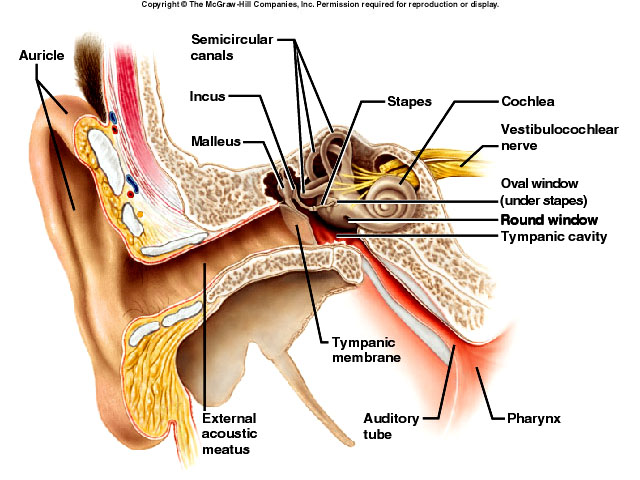 Copyright © The McGraw-Hill Companies, Inc. Permission required for reproduction or display.
Auricle
Semicircular
canals
Incus
Malleus
Stapes
Cochlea
Vestibulocochlear
nerve
Oval window
(under stapes)
Round window
Tympanic cavity
Tympanic
membrane
External
acoustic
meatus
Auditory
tube
Pharynx